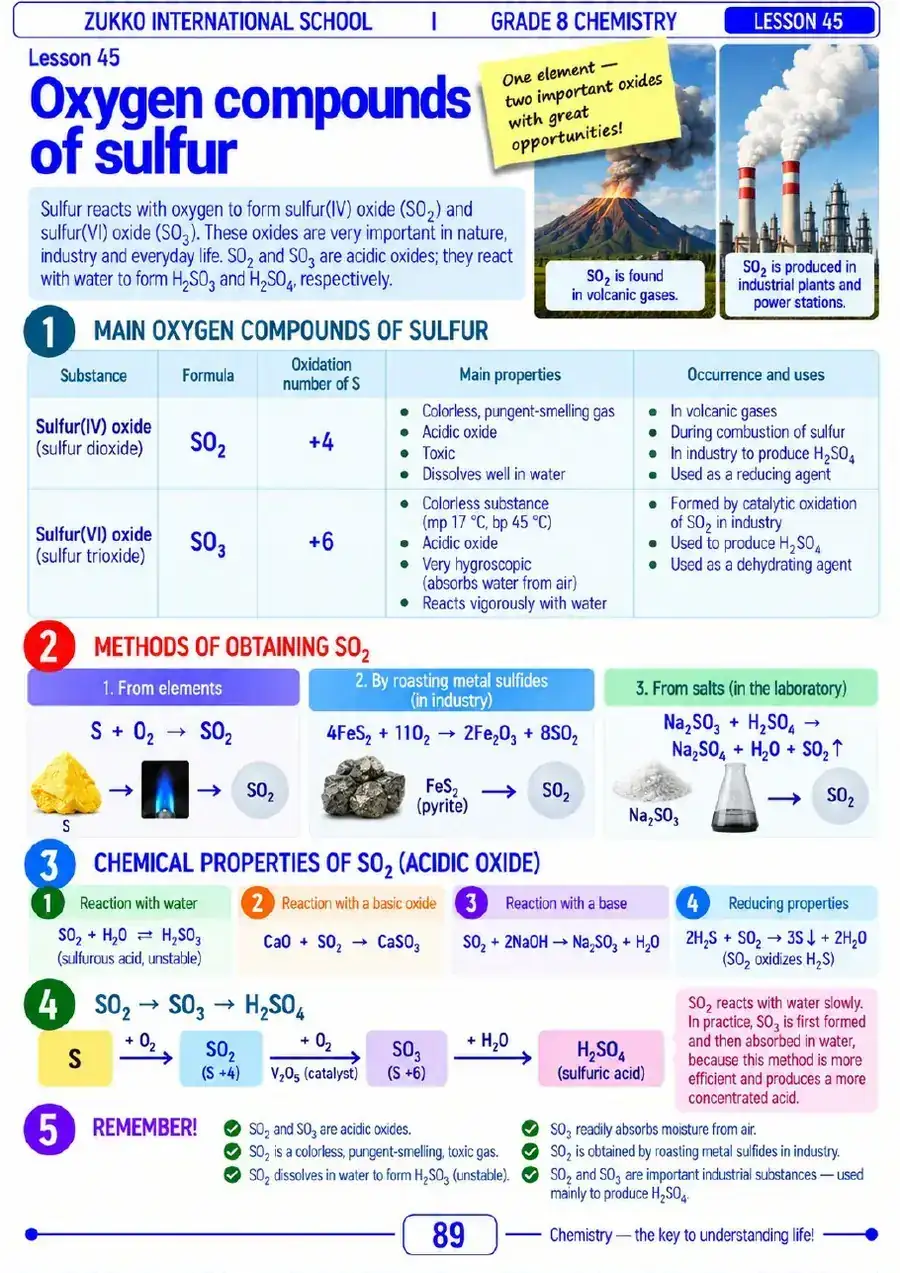 ZUKKO INTERNATIONAL SCHOOL | GRADE 8 CHEMISTRY LESSON 45
Lesson 45
Oxygen compounds
of sulfur
One element —
two important oxides
with great
opportunities!
Sulfur reacts with oxygen to form sulfur(IV) oxide (SO₂) and
sulfur(VI) oxide (SO₃). These oxides are very important in nature,
industry and everyday life. SO₂ and SO₃ are acidic oxides; they react
with water to form H₂SO₃ and H₂SO₄, respectively.
SO₂ is found
in volcanic gases.
SO₂ is produced in
industrial plants and
power stations.
1 MAIN OXYGEN COMPOUNDS OF SULFUR
Substance
Formula
Oxidation
number of S
Main properties
Occurrence and uses
Sulfur(IV) oxide
(sulfur dioxide)
SO₂
+4
• Colorless, pungent-smelling gas
• Acidic oxide
• Toxic
• Dissolves well in water
• In volcanic gases
• During combustion of sulfur
• In industry to produce H₂SO₄
• Used as a reducing agent
Sulfur(VI) oxide
(sulfur trioxide)
SO₃
+6
• Colorless substance
(mp 17 °C, bp 45 °C)
• Acidic oxide
• Very hygroscopic
(absorbs water from air)
• Reacts vigorously with water
• Formed by catalytic oxidation
of SO₂ in industry
• Used to produce H₂SO₄
• Used as a dehydrating agent
2 METHODS OF OBTAINING SO₂
1. From elements
S + O₂ → SO₂
S
SO₂
2. By roasting metal sulfides
(in industry)
4FeS₂ + 11O₂ → 2Fe₂O₃ + 8SO₂
FeS₂
(pyrite)
SO₂
3. From salts (in the laboratory)
Na₂SO₃ + H₂SO₄ →
Na₂SO₄ + H₂O + SO₂↑
Na₂SO₃
SO₂
3 CHEMICAL PROPERTIES OF SO₂ (ACIDIC OXIDE)
1 Reaction with water
SO₂ + H₂O ⇌ H₂SO₃
(sulfurous acid, unstable)
2 Reaction with a basic oxide
CaO + SO₂ → CaSO₃
3 Reaction with a base
SO₂ + 2NaOH → Na₂SO₃ + H₂O
4 Reducing properties
2H₂S + SO₂ → 3S↓ + 2H₂O
(SO₂ oxidizes H₂S)
4 SO₂ → SO₃ → H₂SO₄
S
+ O₂
SO₂
(S +4)
+ O₂
V₂O₅ (catalyst)
SO₃
(S +6)
+ H₂O
H₂SO₄
(sulfuric acid)
SO₂ reacts with water slowly.
In practice, SO₃ is first formed
and then absorbed in water,
because this method is more
efficient and produces a more
concentrated acid.
5 REMEMBER!
SO₂ and SO₃ are acidic oxides.
SO₂ is a colorless, pungent-smelling, toxic gas.
SO₂ dissolves in water to form H₂SO₃ (unstable).
SO₃ readily absorbs moisture from air.
SO₂ is obtained by roasting metal sulfides in industry.
SO₂ and SO₃ are important industrial substances — used
mainly to produce H₂SO₄.
89
Chemistry — the key to understanding life!